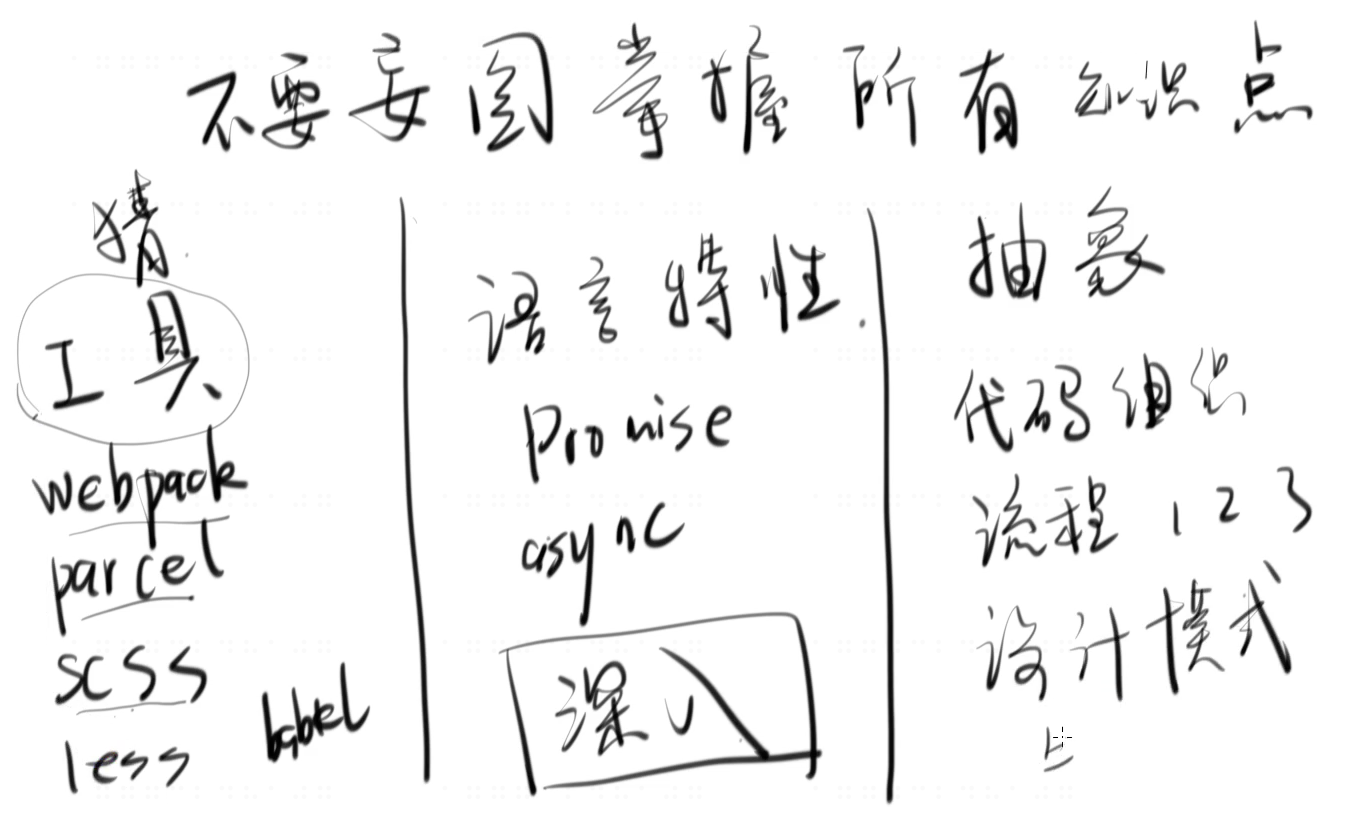 不要妄图掌握所有知识点
猜
工具
webpack
parcel
scss
less
babel
语言特性
Promise
async
深入
抽象
代码组织
流程 1 2 3
设计模式